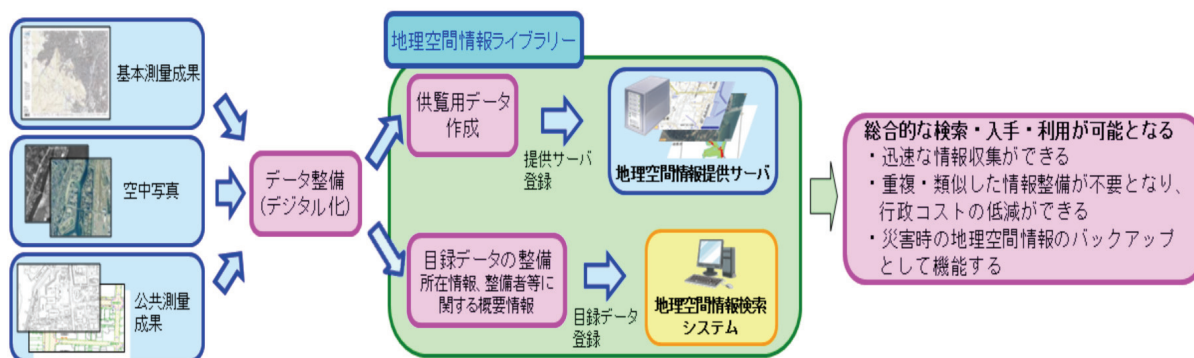 基本測量成果
空中写真
公共測量
成果
データ整備
(デジタル化)
地理空間情報ライブラリー
供覧用データ
作成
提供サーバ
登録
地理空間情報提供サーバ
目録データの整備
所在情報、整備者等に
関する概要情報
目録データ
登録
地理空間情報検索
システム
総合的な検索・入手・利用が可能となる
・迅速な情報収集ができる
・重複・類似した情報整備が不要となり、
行政コストの低減ができる
・災害時の地理空間情報のバックアップ
として機能する